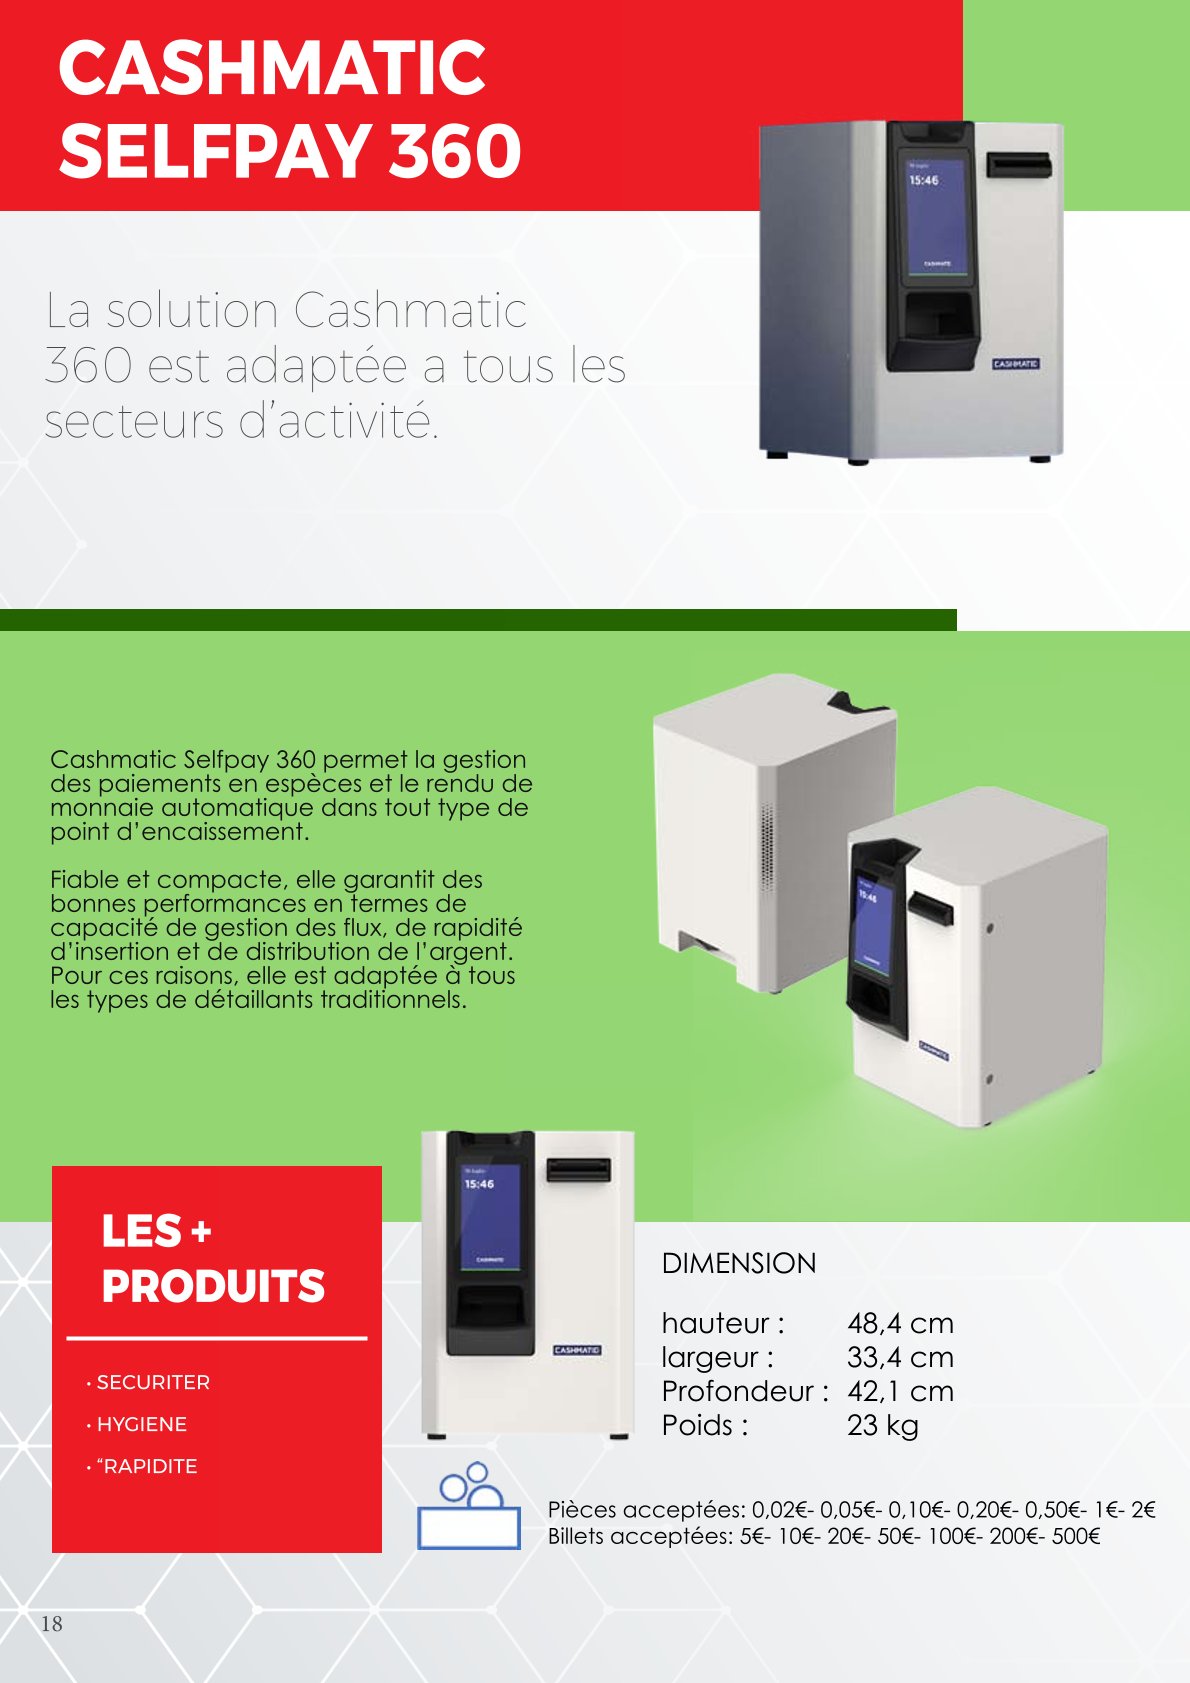 CASHMATIC
SELFPAY 360
16 luglio
15:46
CASHMATIC
CASHMATIC
La solution Cashmatic
360 est adaptée a tous les
secteurs d’activité.
Cashmatic Selfpay 360 permet la gestion
des paiements en espèces et le rendu de
monnaie automatique dans tout type de
point d’encaissement.
Fiable et compacte, elle garantit des
bonnes performances en termes de
capacité de gestion des flux, de rapidité
d’insertion et de distribution de l’argent.
Pour ces raisons, elle est adaptée à tous
les types de détaillants traditionnels.
15:46
CASHMATIC
LES +
PRODUITS
• SECURITER
• HYGIENE
• “RAPIDITE
15:46
CASHMATIC
CASHMATIC
DIMENSION
hauteur : 48,4 cm
largeur : 33,4 cm
Profondeur : 42,1 cm
Poids : 23 kg
Pièces acceptées: 0,02€- 0,05€- 0,10€- 0,20€- 0,50€- 1€- 2€
Billets acceptées: 5€- 10€- 20€- 50€- 100€- 200€- 500€
18